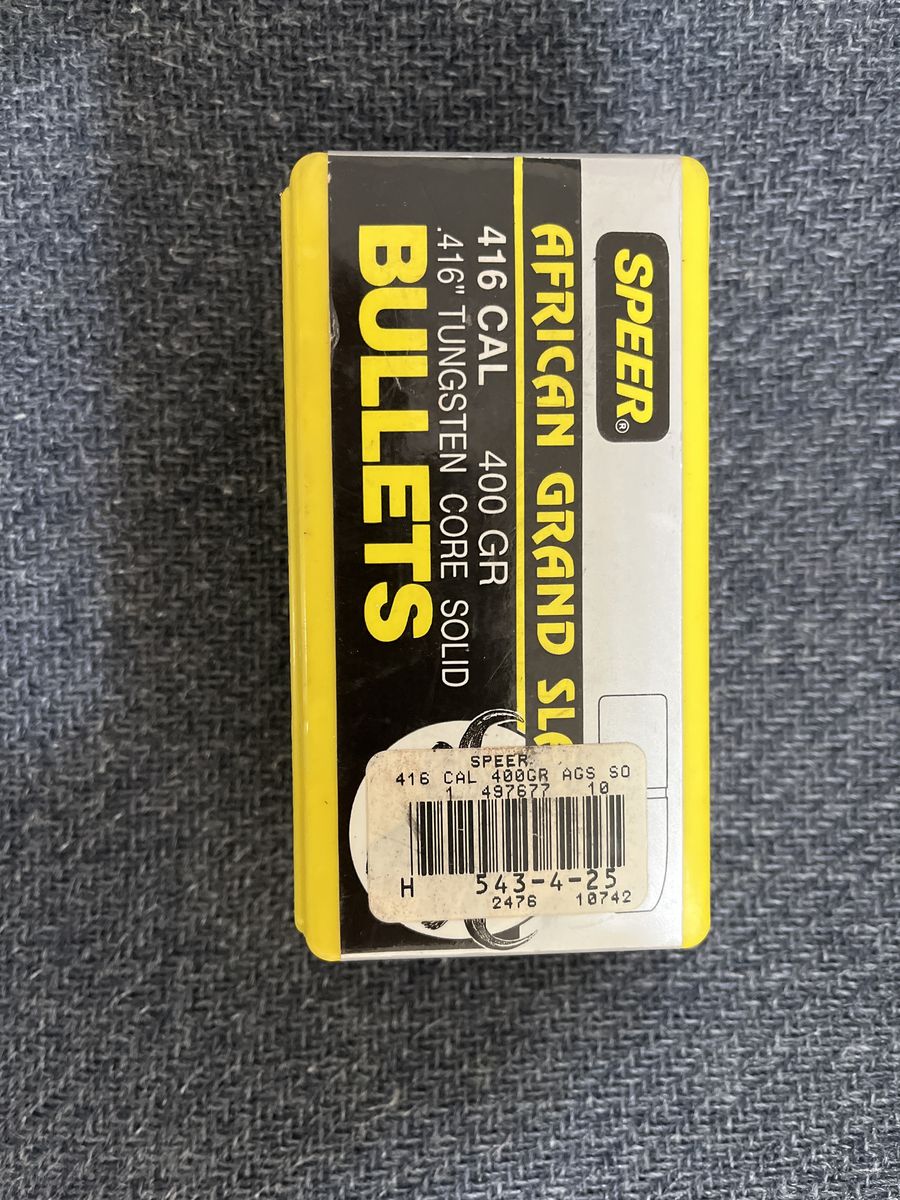 SPEER®
AFRICAN GRAND SL
416 CAL 400 GR
.416" TUNGSTEN CORE SOLID
BULLETS
SPEER
416 CAL 400GR AGS SO
1 497677 10
H 543-4-25
2476 10742